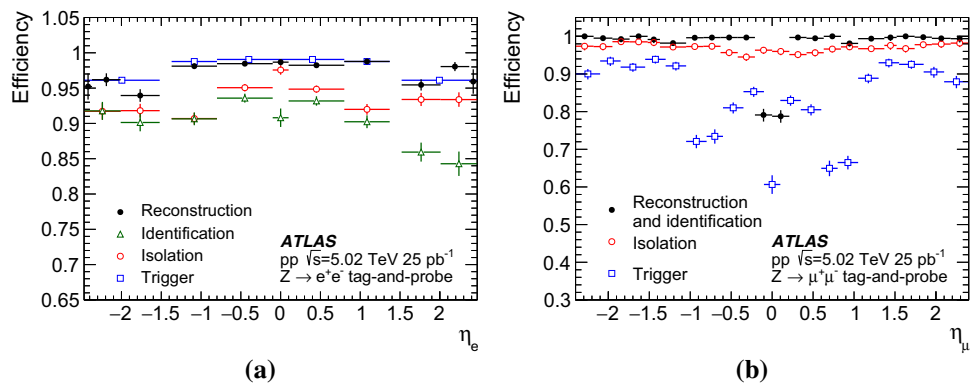 Efficiency
1.05
1
0.95
0.9
0.85
0.8
0.75
0.7
0.65
Reconstruction
Identification
Isolation
Trigger
ATLAS
pp √s=5.02 TeV 25 pb⁻¹
Z → e⁺e⁻ tag-and-probe
−2 −1.5 −1 −0.5 0 0.5 1 1.5 2
η_e
(a)
Efficiency
1.1
1
0.9
0.8
0.7
0.6
0.5
0.4
0.3
Reconstruction
and identification
Isolation
Trigger
ATLAS
pp √s=5.02 TeV 25 pb⁻¹
Z → μ⁺μ⁻ tag-and-probe
−2 −1.5 −1 −0.5 0 0.5 1 1.5 2
η_μ
(b)